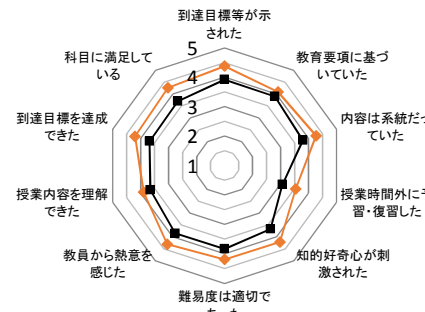 到達目標等が示
された
科目に満足して
いる
教育要項に基づ
いていた
5
4
3
2
1
到達目標を達成
できた
内容は系統だっ
ていた
授業内容を理解
できた
授業時間外に予
習・復習した
教員から熱意を
感じた
知的好奇心が刺
激された
難易度は適切で